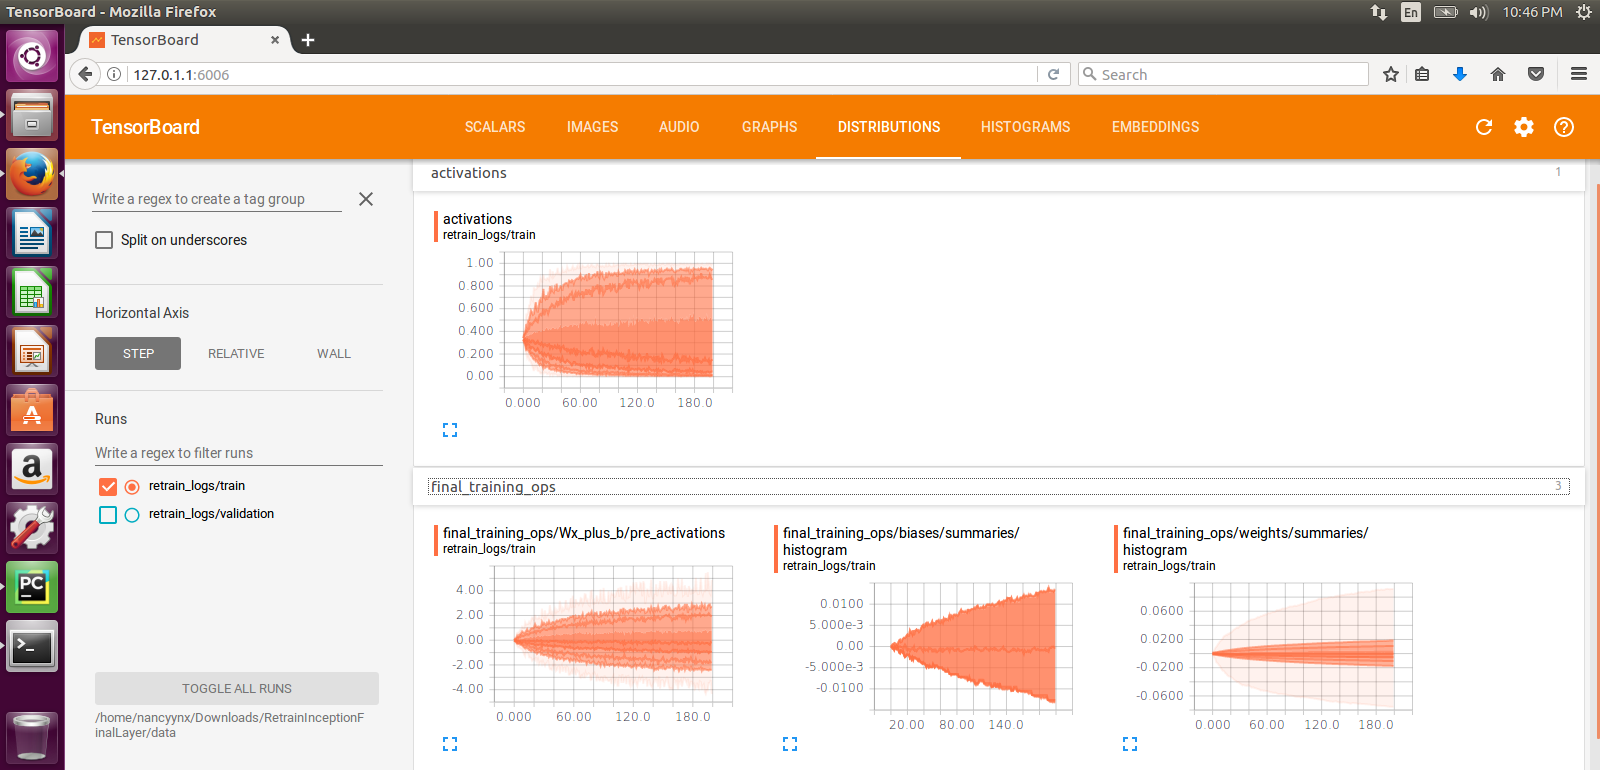 TensorBoard - Mozilla Firefox
En
10:46 PM
TensorBoard
127.0.1.1:6006
Search
TensorBoard
SCALARS
IMAGES
AUDIO
GRAPHS
DISTRIBUTIONS
HISTOGRAMS
EMBEDDINGS
Write a regex to create a tag group
Split on underscores
Horizontal Axis
STEP
RELATIVE
WALL
Runs
Write a regex to filter runs
retrain_logs/train
retrain_logs/validation
TOGGLE ALL RUNS
/home/nancyynx/Downloads/RetrainInceptionF
inalLayer/data
activations
1
activations
retrain_logs/train
1.00
0.800
0.600
0.400
0.200
0.00
0.000 60.00 120.0 180.0
final_training_ops
3
final_training_ops/Wx_plus_b/pre_activations
retrain_logs/train
4.00
2.00
0.00
-2.00
-4.00
0.000 60.00 120.0 180.0
final_training_ops/biases/summaries/
histogram
retrain_logs/train
0.0100
5.000e-3
0.00
-5.000e-3
-0.0100
20.00 80.00 140.0
final_training_ops/weights/summaries/
histogram
retrain_logs/train
0.0600
0.0200
-0.0200
-0.0600
0.000 60.00 120.0 180.0
a
PC
>_